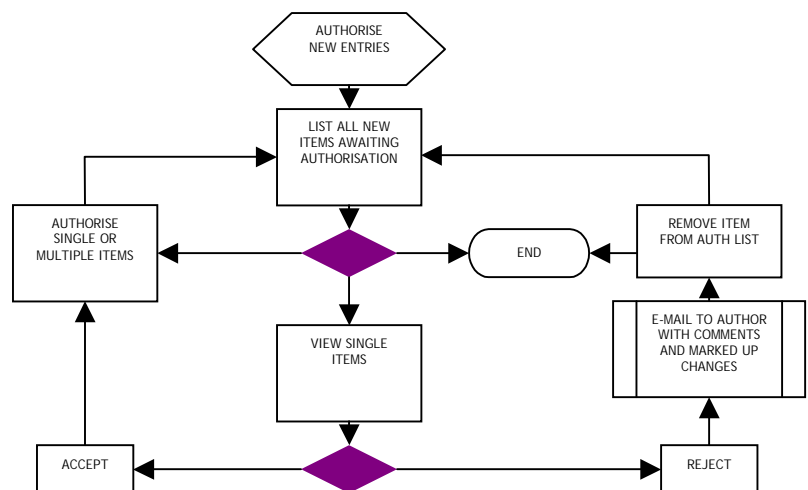 AUTHORISE
NEW ENTRIES
LIST ALL NEW
ITEMS AWAITING
AUTHORISATION
AUTHORISE
SINGLE OR
MULTIPLE ITEMS
END
REMOVE ITEM
FROM AUTH LIST
VIEW SINGLE
ITEMS
E-MAIL TO AUTHOR
WITH COMMENTS
AND MARKED UP
CHANGES
ACCEPT
REJECT